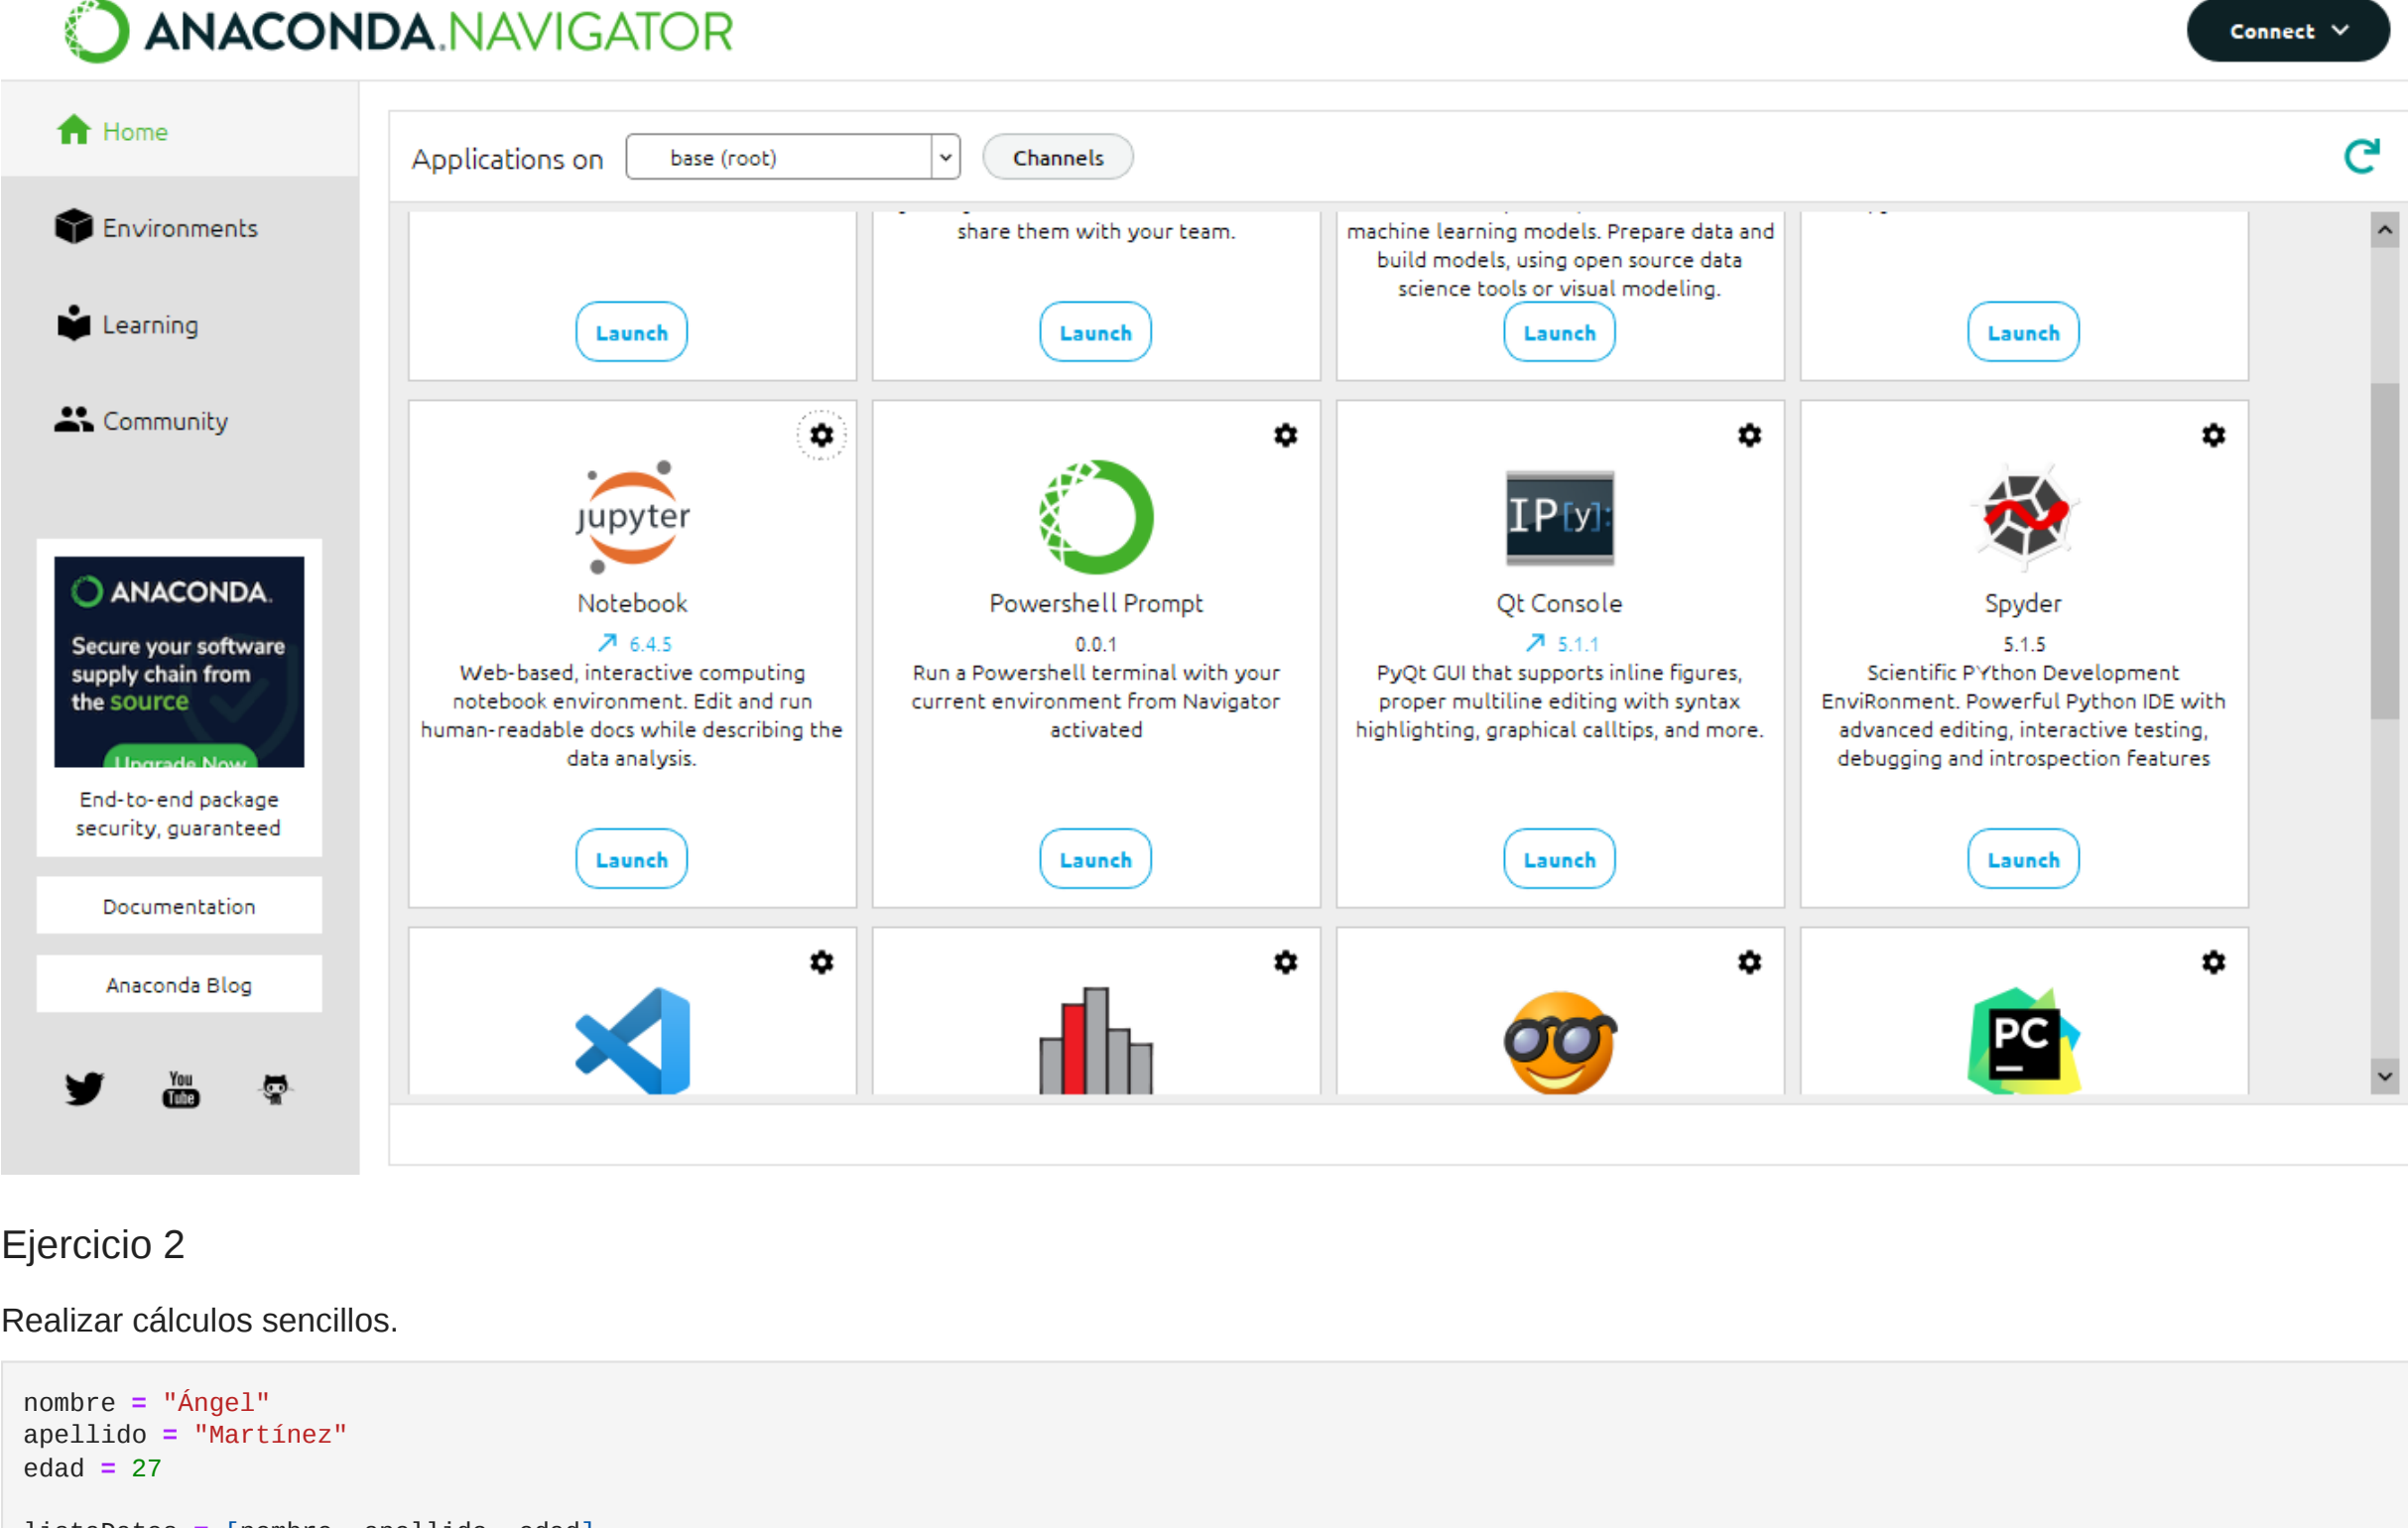 ANACONDA.NAVIGATOR
Connect
Home
Environments
Learning
Community
Applications on
base (root)
Channels
share them with your team.
machine learning models. Prepare data and
build models, using open source data
science tools or visual modeling.
Launch
Launch
Launch
Launch
jupyter
Notebook
6.4.5
Web-based, interactive computing
notebook environment. Edit and run
human-readable docs while describing the
data analysis.
Launch
Powershell Prompt
0.0.1
Run a Powershell terminal with your
current environment from Navigator
activated
Launch
IP[y]:
Qt Console
5.1.1
PyQt GUI that supports inline figures,
proper multiline editing with syntax
highlighting, graphical calltips, and more.
Launch
Spyder
5.1.5
Scientific PYthon Development
EnviRonment. Powerful Python IDE with
advanced editing, interactive testing,
debugging and introspection features
Launch
PC
ANACONDA.
Secure your software
supply chain from
the source
Upgrade Now
End-to-end package
security, guaranteed
Documentation
Anaconda Blog
You
Tube
Ejercicio 2
Realizar cálculos sencillos.
nombre = "Ángel"
apellido = "Martínez"
edad = 27
listaDatos = [nombre, apellido, edad]